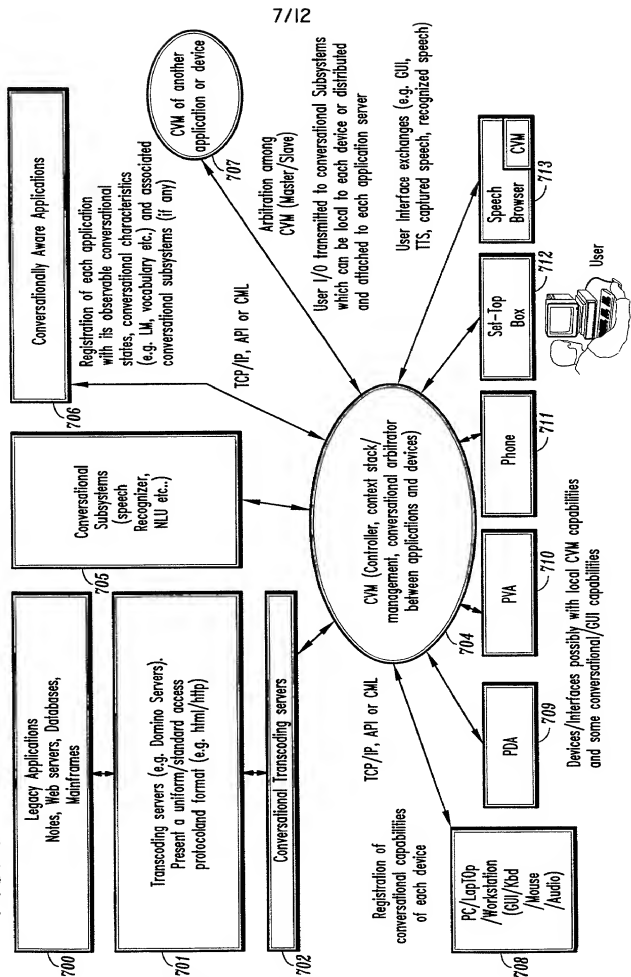 7/12
Legacy Applications
Notes, Web servers, Databases,
Mainframes
700
Transcoding servers (e.g. Domino Servers).
Present a uniform/standard access
protocoland format (e.g. html/http)
701
Conversational Transcoding servers
702
Conversational
Subsystems
(speech
Recognizer,
NLU etc..)
705
Conversationally Aware Applications
706
Registration of each application
with its observable conversational
states, conversational characteristics
(e.g. LM, vocabulary etc.) and associated
conversational subsystems (if any)
TCP/IP, API or CML
CVM of another
application or device
707
Arbitration among
CVM (Master/Slave)
User I/O transmitted to conversational Subsystems
which can be local to each device or distributed
and attached to each application server
User Interface exchanges (e.g. GUI,
TTS, captured speech, recognized speech)
CVM (Controller, context stack/
management, conversational arbitrator
between applications and devices)
704
TCP/IP, API or CML
Registration of
conversational capabilities
of each device
PC/LapTOp
/Workstation
(GUI/Kbd
/Mouse
/Audio)
708
PDA
709
PVA
710
Phone
711
Set-Top
Box
712
Speech
Browser
CVM
713
User
Devices/Interfaces possibly with local CVM capabilities
and some conversational/GUI capabilities